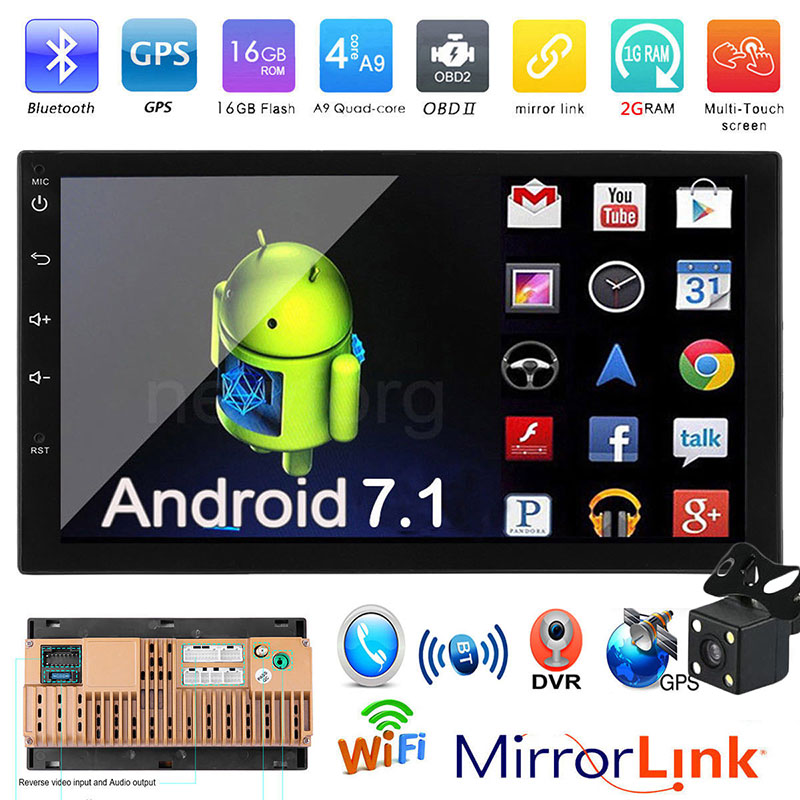 GPS
16GB
ROM
4 core A9
OBD2
1G RAM
Bluetooth
GPS
16GB Flash
A9 Quad-core
OBD II
mirror link
2GRAM
Multi-Touch
screen
MIC
RST
M
You
Tube
31
f
f
talk
P
PANDORA
g+
Android 7.1
BT
DVR
GPS
WiFi
MirrorLink
Reverse video input and Audio output